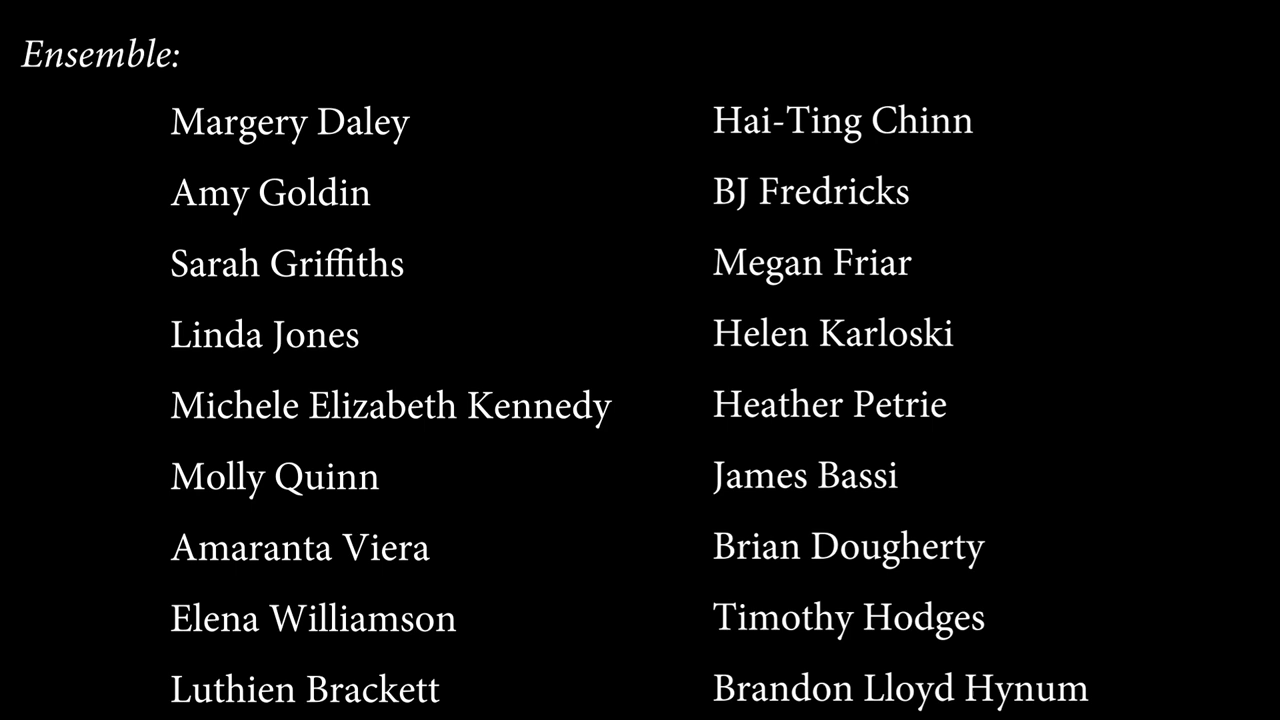 Ensemble:
Margery Daley
Amy Goldin
Sarah Griffiths
Linda Jones
Michele Elizabeth Kennedy
Molly Quinn
Amaranta Viera
Elena Williamson
Luthien Brackett
Hai-Ting Chinn
BJ Fredricks
Megan Friar
Helen Karloski
Heather Petrie
James Bassi
Brian Dougherty
Timothy Hodges
Brandon Lloyd Hynum